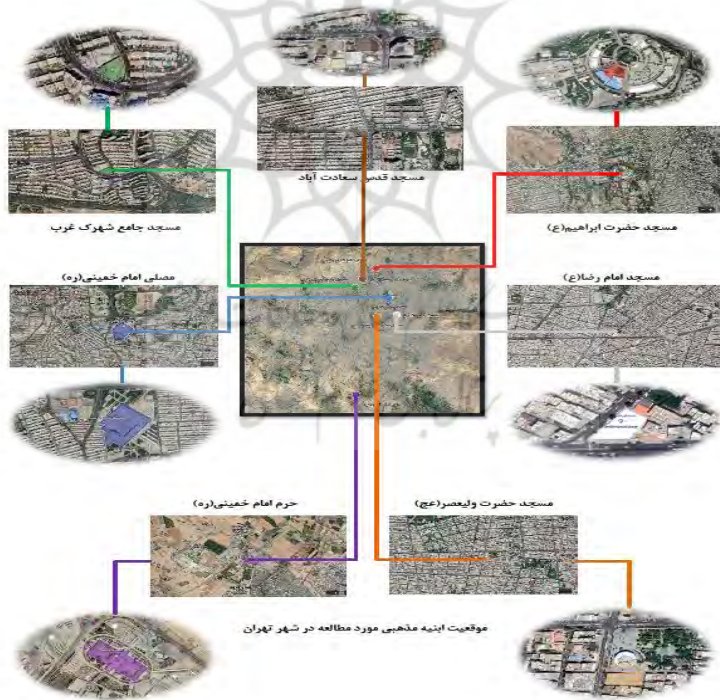 مسجد قدس سعادت آباد
مسجد جامع شهرک غرب
مسجد حضرت ابراهیم(ع)
مصلی امام خمینی(ره)
مسجد امام رضا(ع)
حرم امام خمینی(ره)
مسجد حضرت ولیعصر(عج)
موقعیت ابنیه مذهبی مورد مطالعه در شهر تهران